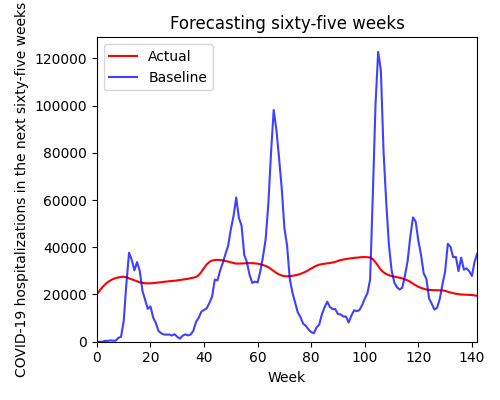 Forecasting sixty-five weeks
COVID-19 hospitalizations in the next sixty-five weeks
120000
100000
80000
60000
40000
20000
0
Actual
Baseline
0 20 40 60 80 100 120 140
Week